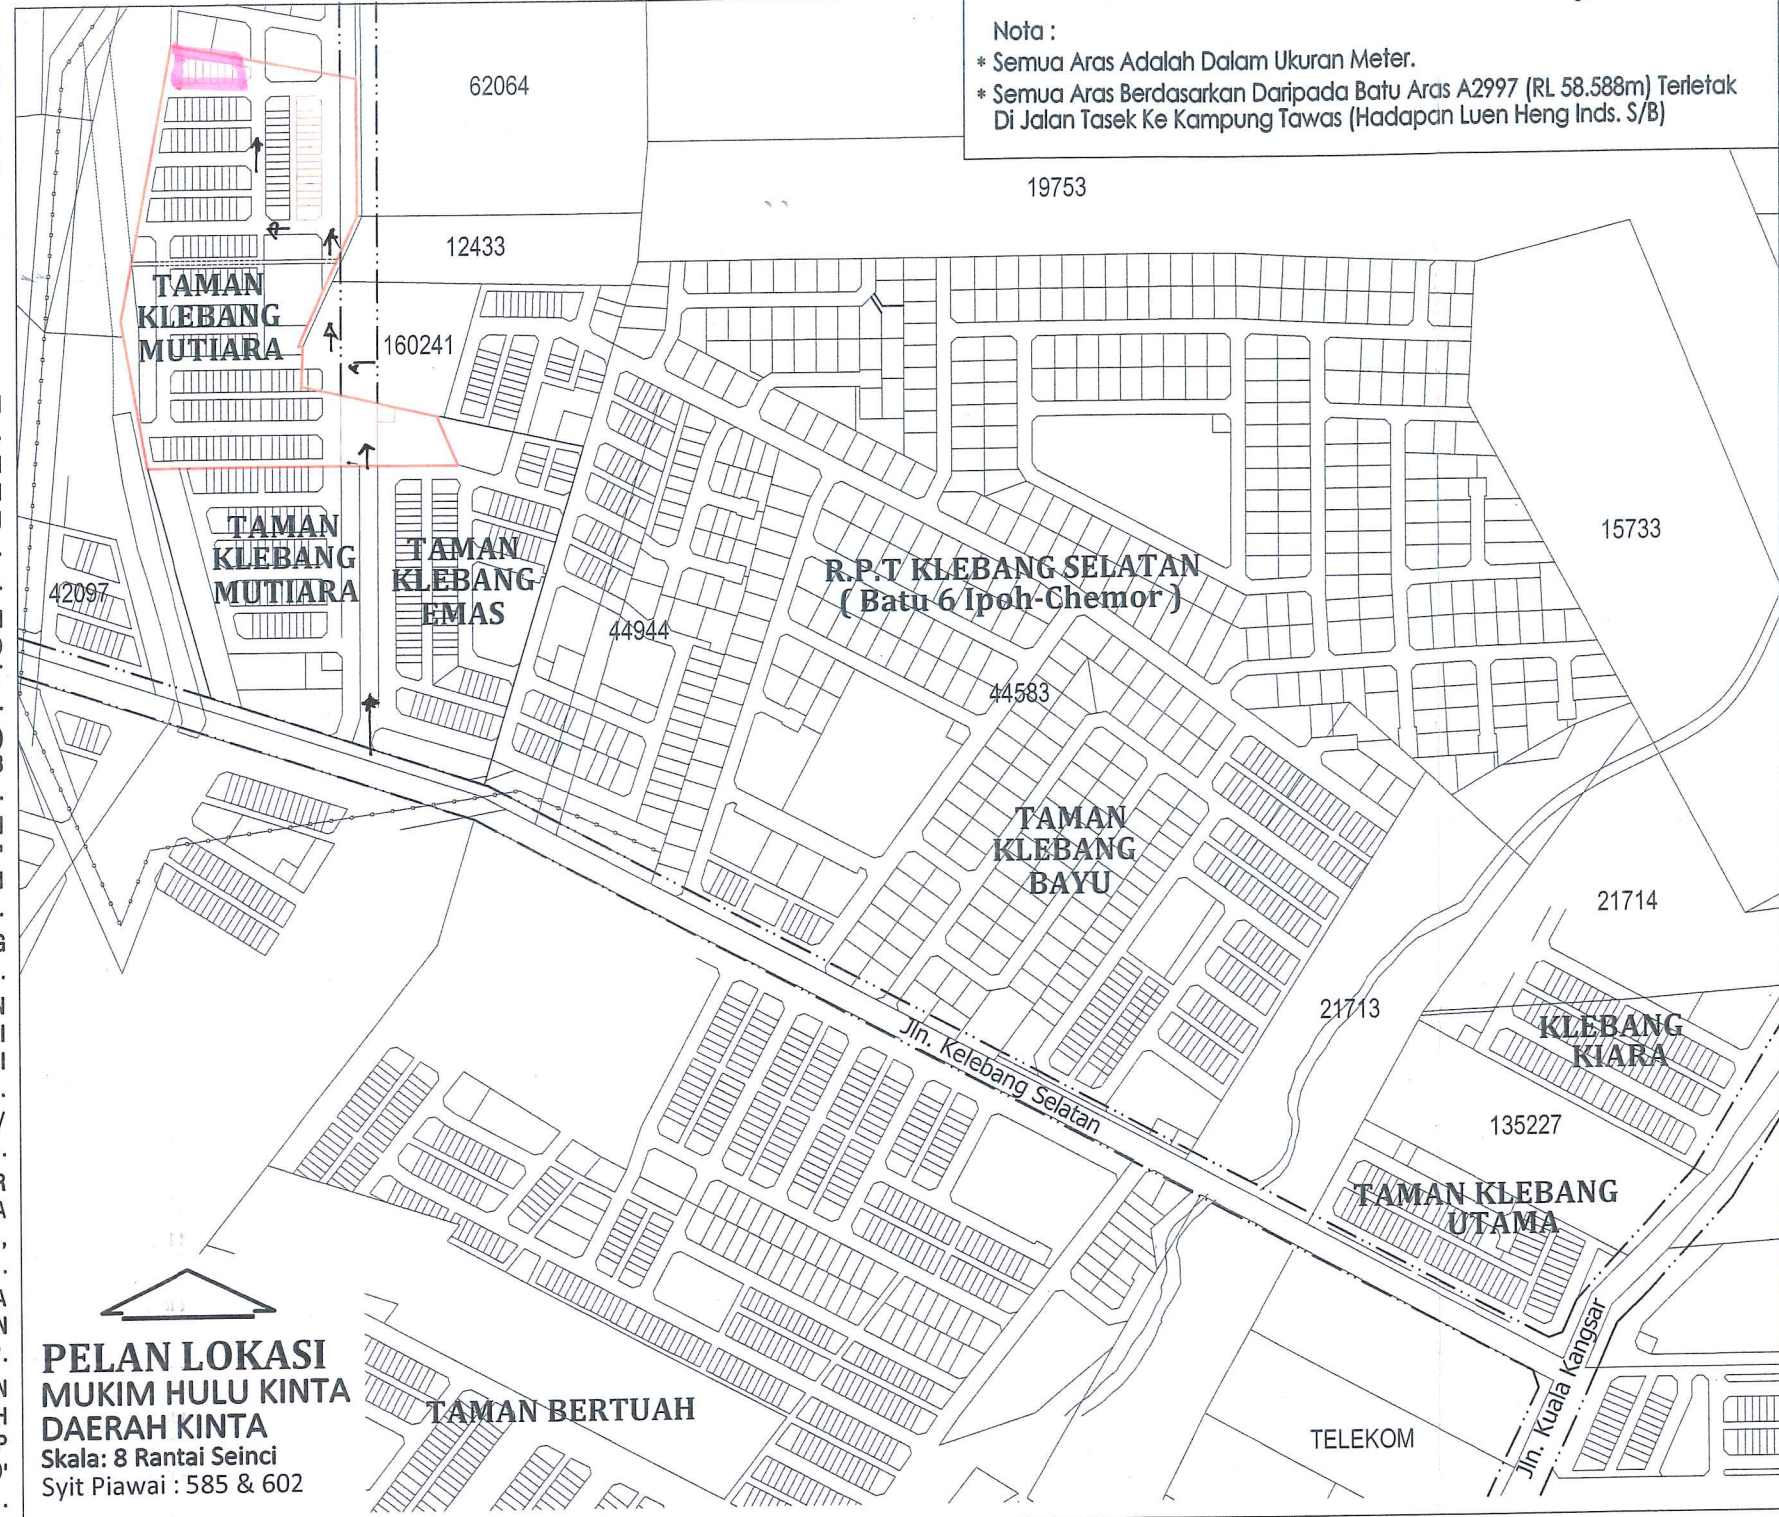 Nota :
* Semua Aras Adalah Dalam Ukuran Meter.
* Semua Aras Berdasarkan Daripada Batu Aras A2997 (RL 58.588m) Terletak
Di Jalan Tasek Ke Kampung Tawas (Hadapan Luen Heng Inds. S/B)
62064
19753
12433
TAMAN
KLEBANG
MUTIARA
160241
TAMAN
KLEBANG
MUTIARA
TAMAN
KLEBANG
EMAS
R.P.T KLEBANG SELATAN
( Batu 6 Ipoh-Chemor )
15733
42097
44944
44583
TAMAN
KLEBANG
BAYU
21714
21713
KLEBANG
KIARA
Jln. Kelebang Selatan
135227
TAMAN KLEBANG
UTAMA
Jln. Kuala Kangsar
TAMAN BERTUAH
TELEKOM
PELAN LOKASI
MUKIM HULU KINTA
DAERAH KINTA
Skala: 8 Rantai Seinci
Syit Piawai : 585 & 602